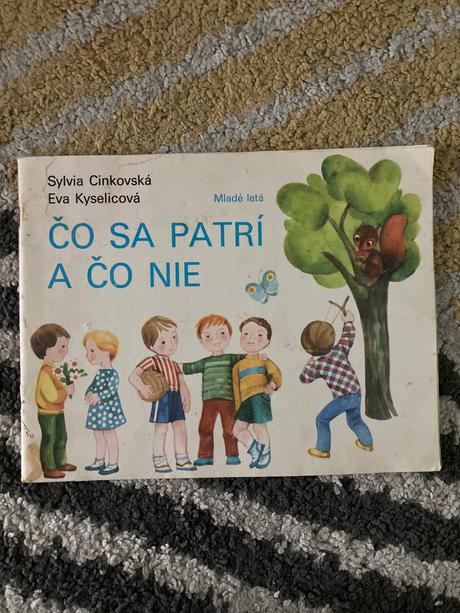 Sylvia Cinkovská
Eva Kyselicová
Mladé letá
ČO SA PATRÍ
A ČO NIE